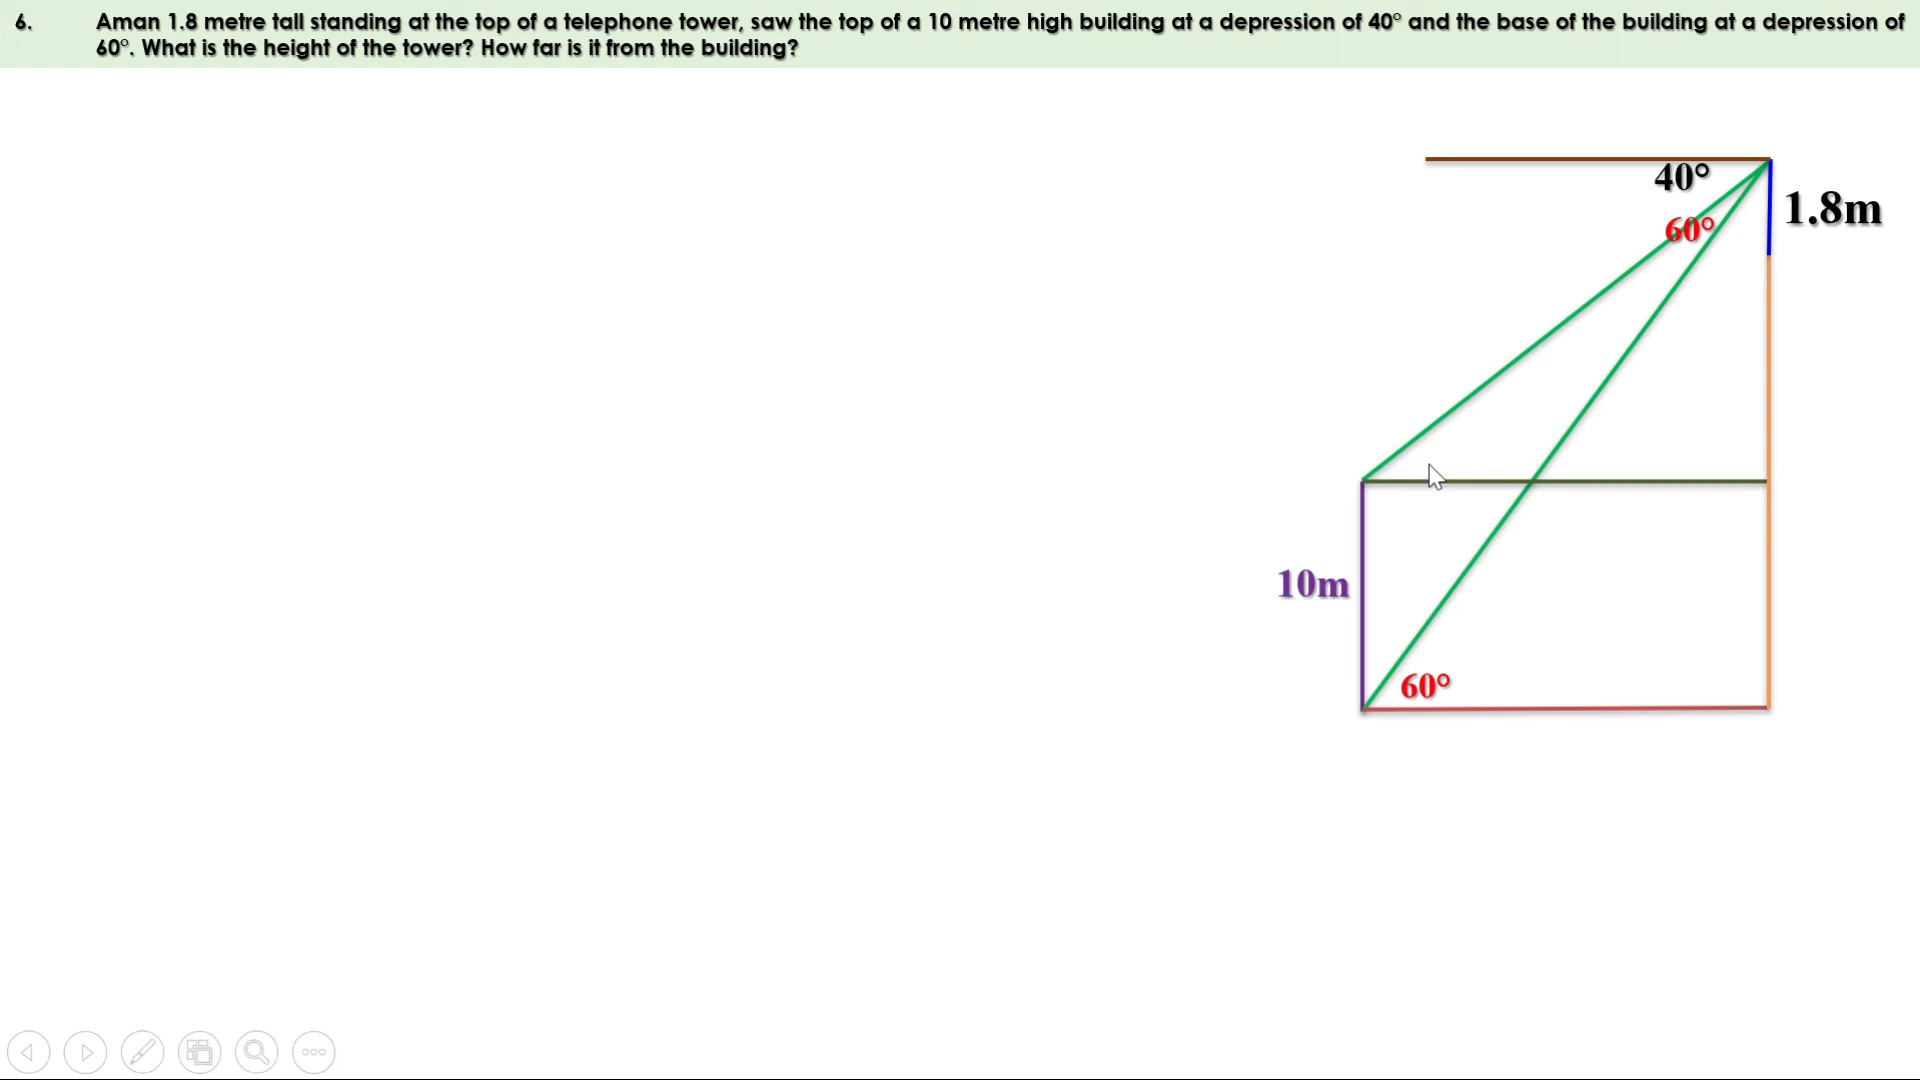 6. Aman 1.8 metre tall standing at the top of a telephone tower, saw the top of a 10 metre high building at a depression of 40° and the base of the building at a depression of
60°. What is the height of the tower? How far is it from the building?
40°
1.8m
60°
10m
60°